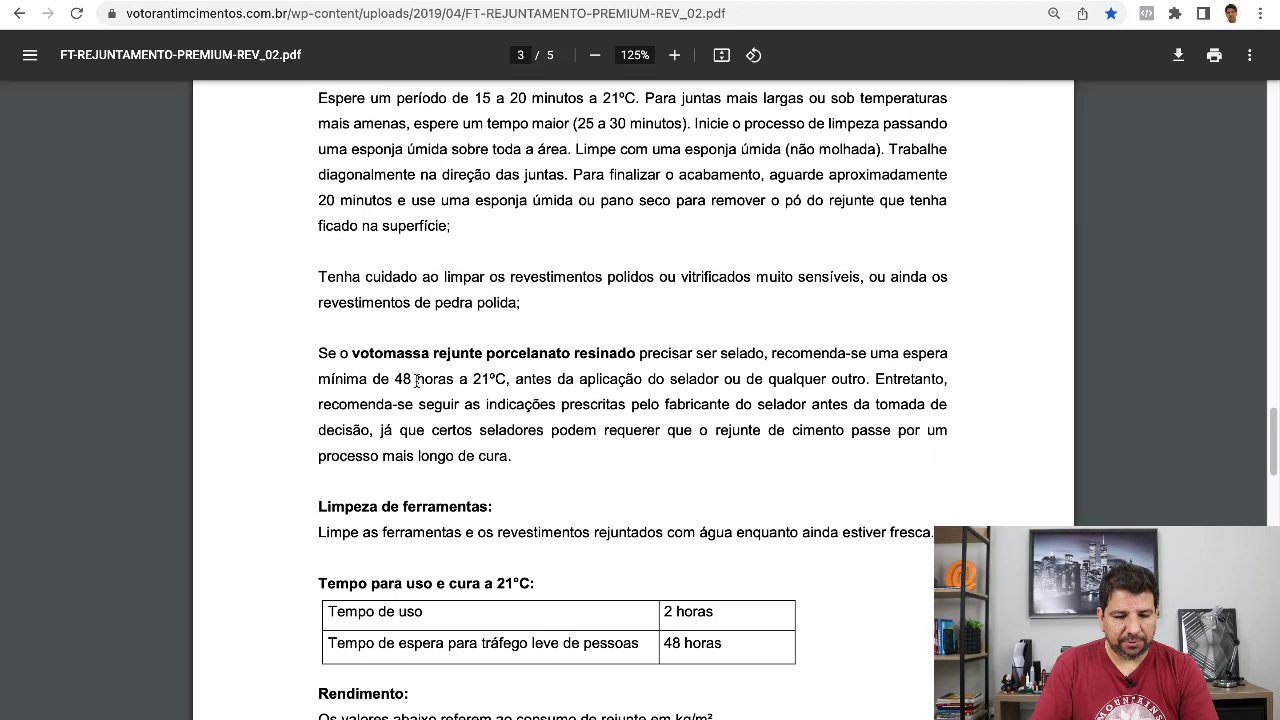 votorantimcimentos.com.br/wp-content/uploads/2019/04/FT-REJUNTAMENTO-PREMIUM-REV_02.pdf
FT-REJUNTAMENTO-PREMIUM-REV_02.pdf
3 / 5
125%
Espere um período de 15 a 20 minutos a 21ºC. Para juntas mais largas ou sob temperaturas
mais amenas, espere um tempo maior (25 a 30 minutos). Inicie o processo de limpeza passando
uma esponja úmida sobre toda a área. Limpe com uma esponja úmida (não molhada). Trabalhe
diagonalmente na direção das juntas. Para finalizar o acabamento, aguarde aproximadamente
20 minutos e use uma esponja úmida ou pano seco para remover o pó do rejunte que tenha
ficado na superfície;
Tenha cuidado ao limpar os revestimentos polidos ou vitrificados muito sensíveis, ou ainda os
revestimentos de pedra polida;
Se o votomassa rejunte porcelanato resinado precisar ser selado, recomenda-se uma espera
mínima de 48 horas a 21ºC, antes da aplicação do selador ou de qualquer outro. Entretanto,
recomenda-se seguir as indicações prescritas pelo fabricante do selador antes da tomada de
decisão, já que certos seladores podem requerer que o rejunte de cimento passe por um
processo mais longo de cura.
Limpeza de ferramentas:
Limpe as ferramentas e os revestimentos rejuntados com água enquanto ainda estiver fresca.
Tempo para uso e cura a 21°C:
Tempo de uso 2 horas
Tempo de espera para tráfego leve de pessoas 48 horas
Rendimento:
Os valores abaixo referem ao consumo de rejunte em kg/m²